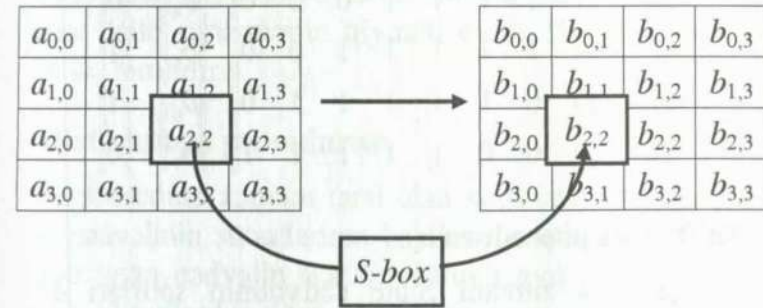 a0,0 a0,1 a0,2 a0,3 b0,0 b0,1 b0,2 b0,3
a1,0 a1,1 a1,2 a1,3 b1,0 b1,1 b1,2 b1,3
a2,0 a2,1 a2,2 a2,3 b2,0 b2,2 b2,2 b2,3
a3,0 a3,1 a3,2 a3,3 b3,0 b3,1 b3,2 b3,3
S-box